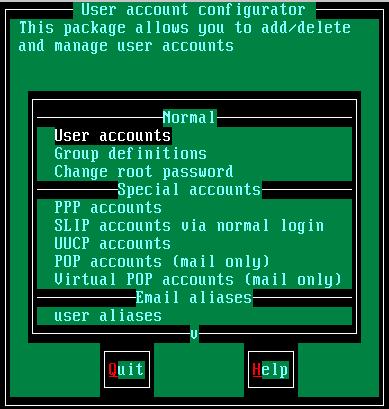 User account configurator
This package allows you to add/delete
and manage user accounts
Normal
User accounts
Group definitions
Change root password
Special accounts
PPP accounts
SLIP accounts via normal login
UUCP accounts
POP accounts (mail only)
Virtual POP accounts (mail only)
Email aliases
user aliases
v
Quit Help